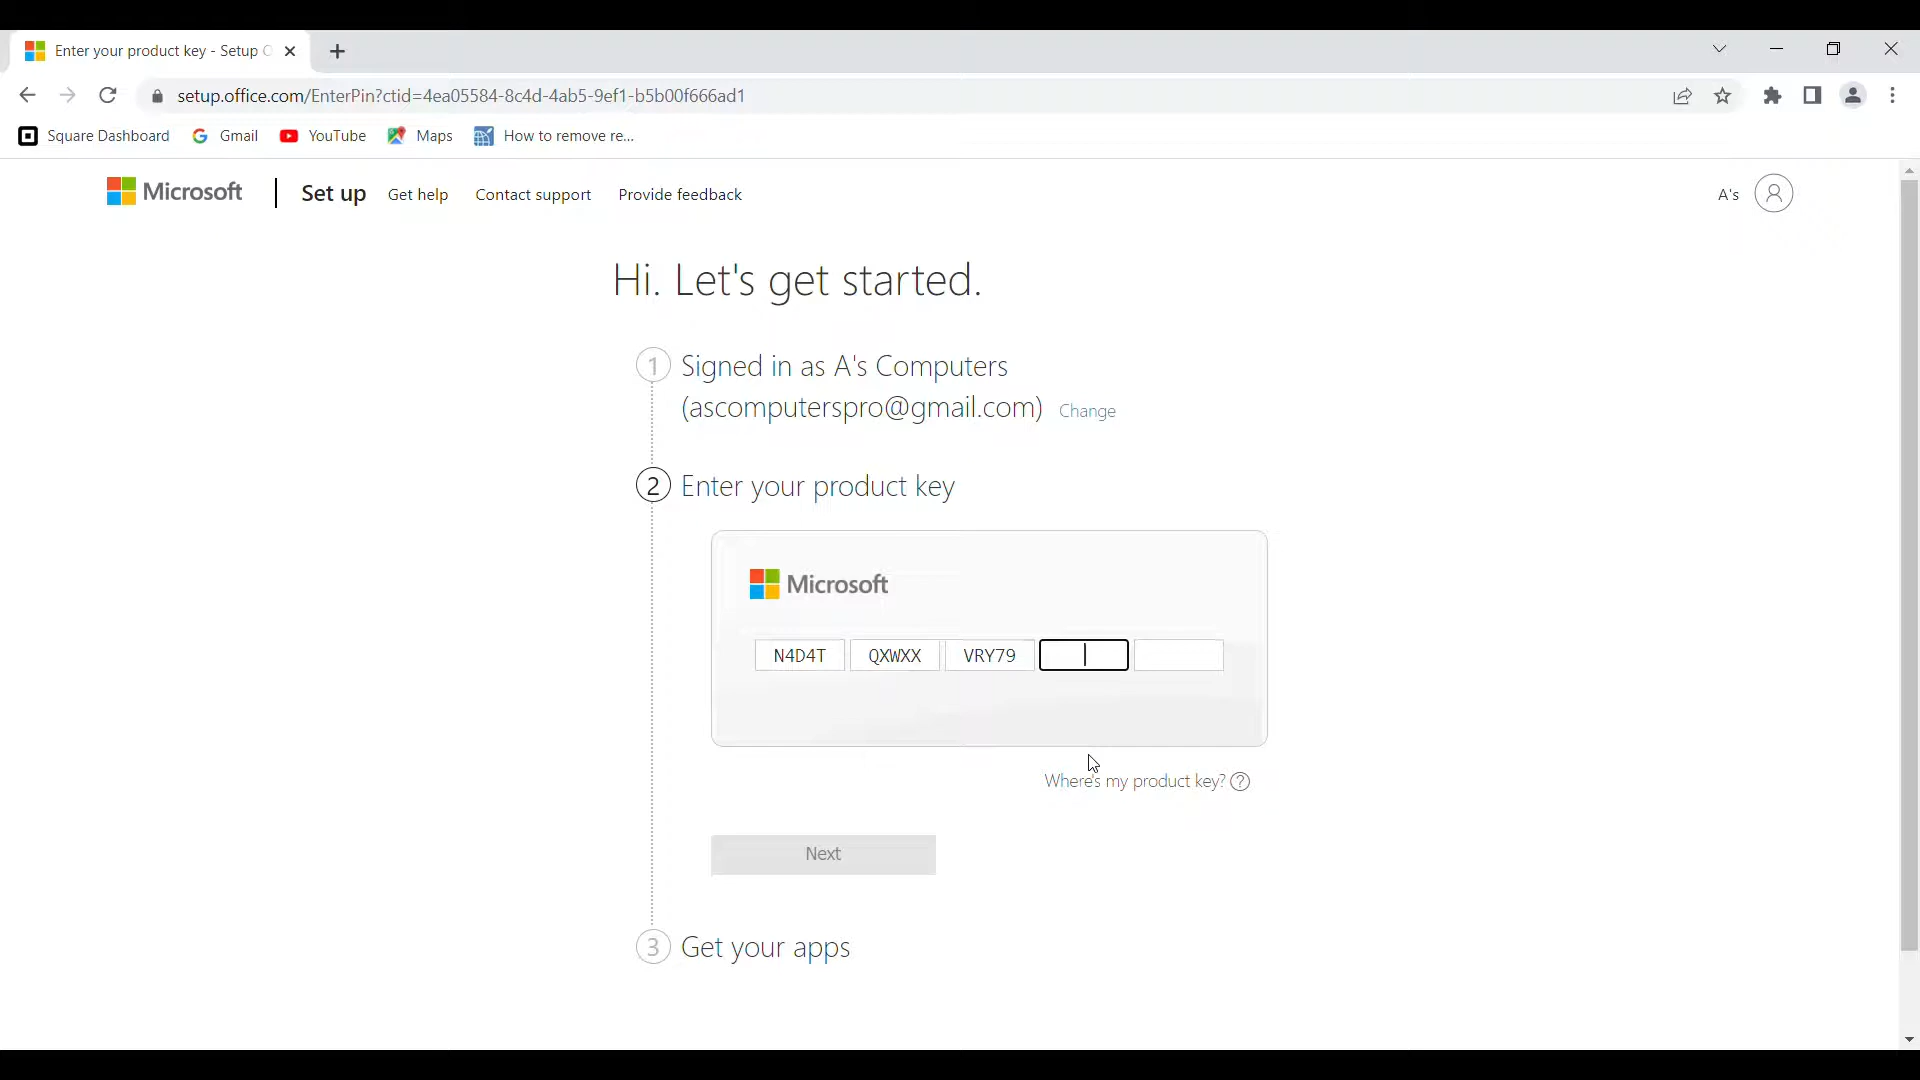 Enter your product key - Setup O
setup.office.com/EnterPin?ctid=4ea05584-8c4d-4ab5-9ef1-b5b00f666ad1
Square Dashboard Gmail YouTube Maps How to remove re...
Microsoft Set up Get help Contact support Provide feedback A's
Hi. Let's get started.
1 Signed in as A's Computers
(ascomputerspro@gmail.com) Change
2 Enter your product key
Microsoft
N4D4T QXWXX VRY79
Where's my product key? ?
Next
3 Get your apps